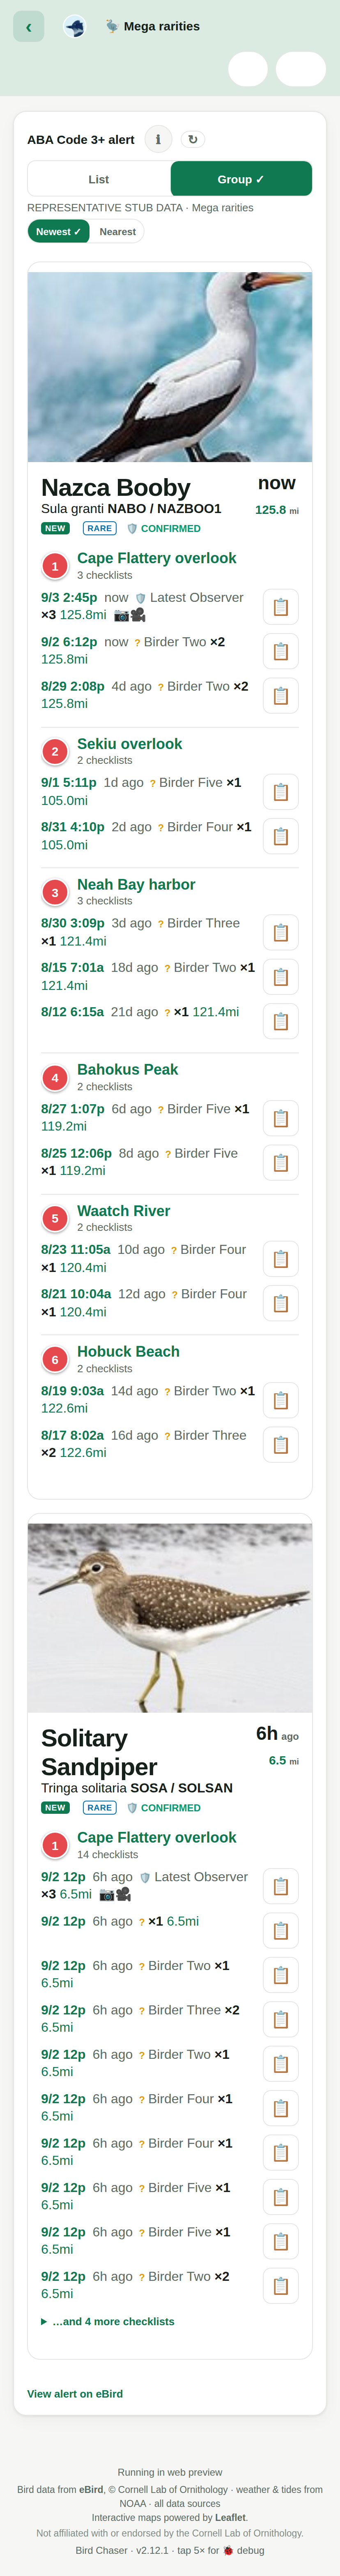 ‹ 🦤 Mega rarities
ABA Code 3+ alert ℹ ↻
List Group ✓
REPRESENTATIVE STUB DATA · Mega rarities
Newest ✓ Nearest
Nazca Booby now
Sula granti NABO / NAZBOO1 125.8 mi
NEW RARE CONFIRMED
1 Cape Flattery overlook
3 checklists
9/3 2:45p now Latest Observer
×3 125.8mi
9/2 6:12p now ? Birder Two ×2
125.8mi
8/29 2:08p 4d ago ? Birder Two ×2
125.8mi
2 Sekiu overlook
2 checklists
9/1 5:11p 1d ago ? Birder Five ×1
105.0mi
8/31 4:10p 2d ago ? Birder Four ×1
105.0mi
3 Neah Bay harbor
3 checklists
8/30 3:09p 3d ago ? Birder Three
×1 121.4mi
8/15 7:01a 18d ago ? Birder Two ×1
121.4mi
8/12 6:15a 21d ago ? ×1 121.4mi
4 Bahokus Peak
2 checklists
8/27 1:07p 6d ago ? Birder Five ×1
119.2mi
8/25 12:06p 8d ago ? Birder Five
×1 119.2mi
5 Waatch River
2 checklists
8/23 11:05a 10d ago ? Birder Four
×1 120.4mi
8/21 10:04a 12d ago ? Birder Four
×1 120.4mi
6 Hobuck Beach
2 checklists
8/19 9:03a 14d ago ? Birder Two ×1
122.6mi
8/17 8:02a 16d ago ? Birder Three
×2 122.6mi
Solitary 6h ago
Sandpiper 6.5 mi
Tringa solitaria SOSA / SOLSAN
NEW RARE CONFIRMED
1 Cape Flattery overlook
14 checklists
9/2 12p 6h ago Latest Observer
×3 6.5mi
9/2 12p 6h ago ? ×1 6.5mi
9/2 12p 6h ago ? Birder Two ×1
6.5mi
9/2 12p 6h ago ? Birder Three ×2
6.5mi
9/2 12p 6h ago ? Birder Two ×1
6.5mi
9/2 12p 6h ago ? Birder Four ×1
6.5mi
9/2 12p 6h ago ? Birder Four ×1
6.5mi
9/2 12p 6h ago ? Birder Five ×1
6.5mi
9/2 12p 6h ago ? Birder Five ×1
6.5mi
9/2 12p 6h ago ? Birder Two ×2
6.5mi
▶ …and 4 more checklists
View alert on eBird
Running in web preview
Bird data from eBird, © Cornell Lab of Ornithology · weather & tides from
NOAA · all data sources
Interactive maps powered by Leaflet.
Not affiliated with or endorsed by the Cornell Lab of Ornithology.
Bird Chaser · v2.12.1 · tap 5× for 🐞 debug